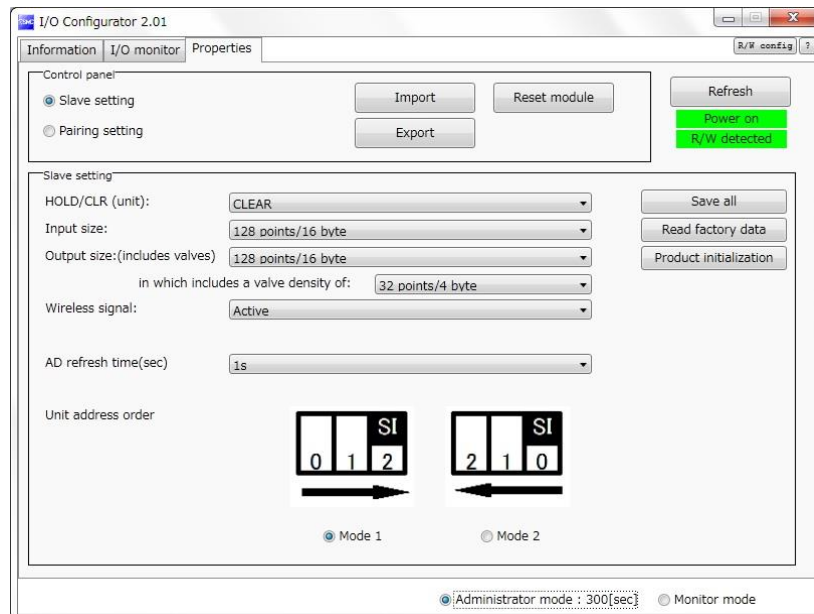 SMC I/O Configurator 2.01
Information I/O monitor Properties R/W config ?
Control panel
Slave setting Import Reset module Refresh
Pairing setting Export Power on
R/W detected
Slave setting
HOLD/CLR (unit): CLEAR Save all
Input size: 128 points/16 byte Read factory data
Output size:(includes valves) 128 points/16 byte Product initialization
in which includes a valve density of: 32 points/4 byte
Wireless signal: Active
AD refresh time(sec) 1s
Unit address order
SI SI
0 1 2 2 1 0
Mode 1 Mode 2
Administrator mode : 300[sec] Monitor mode